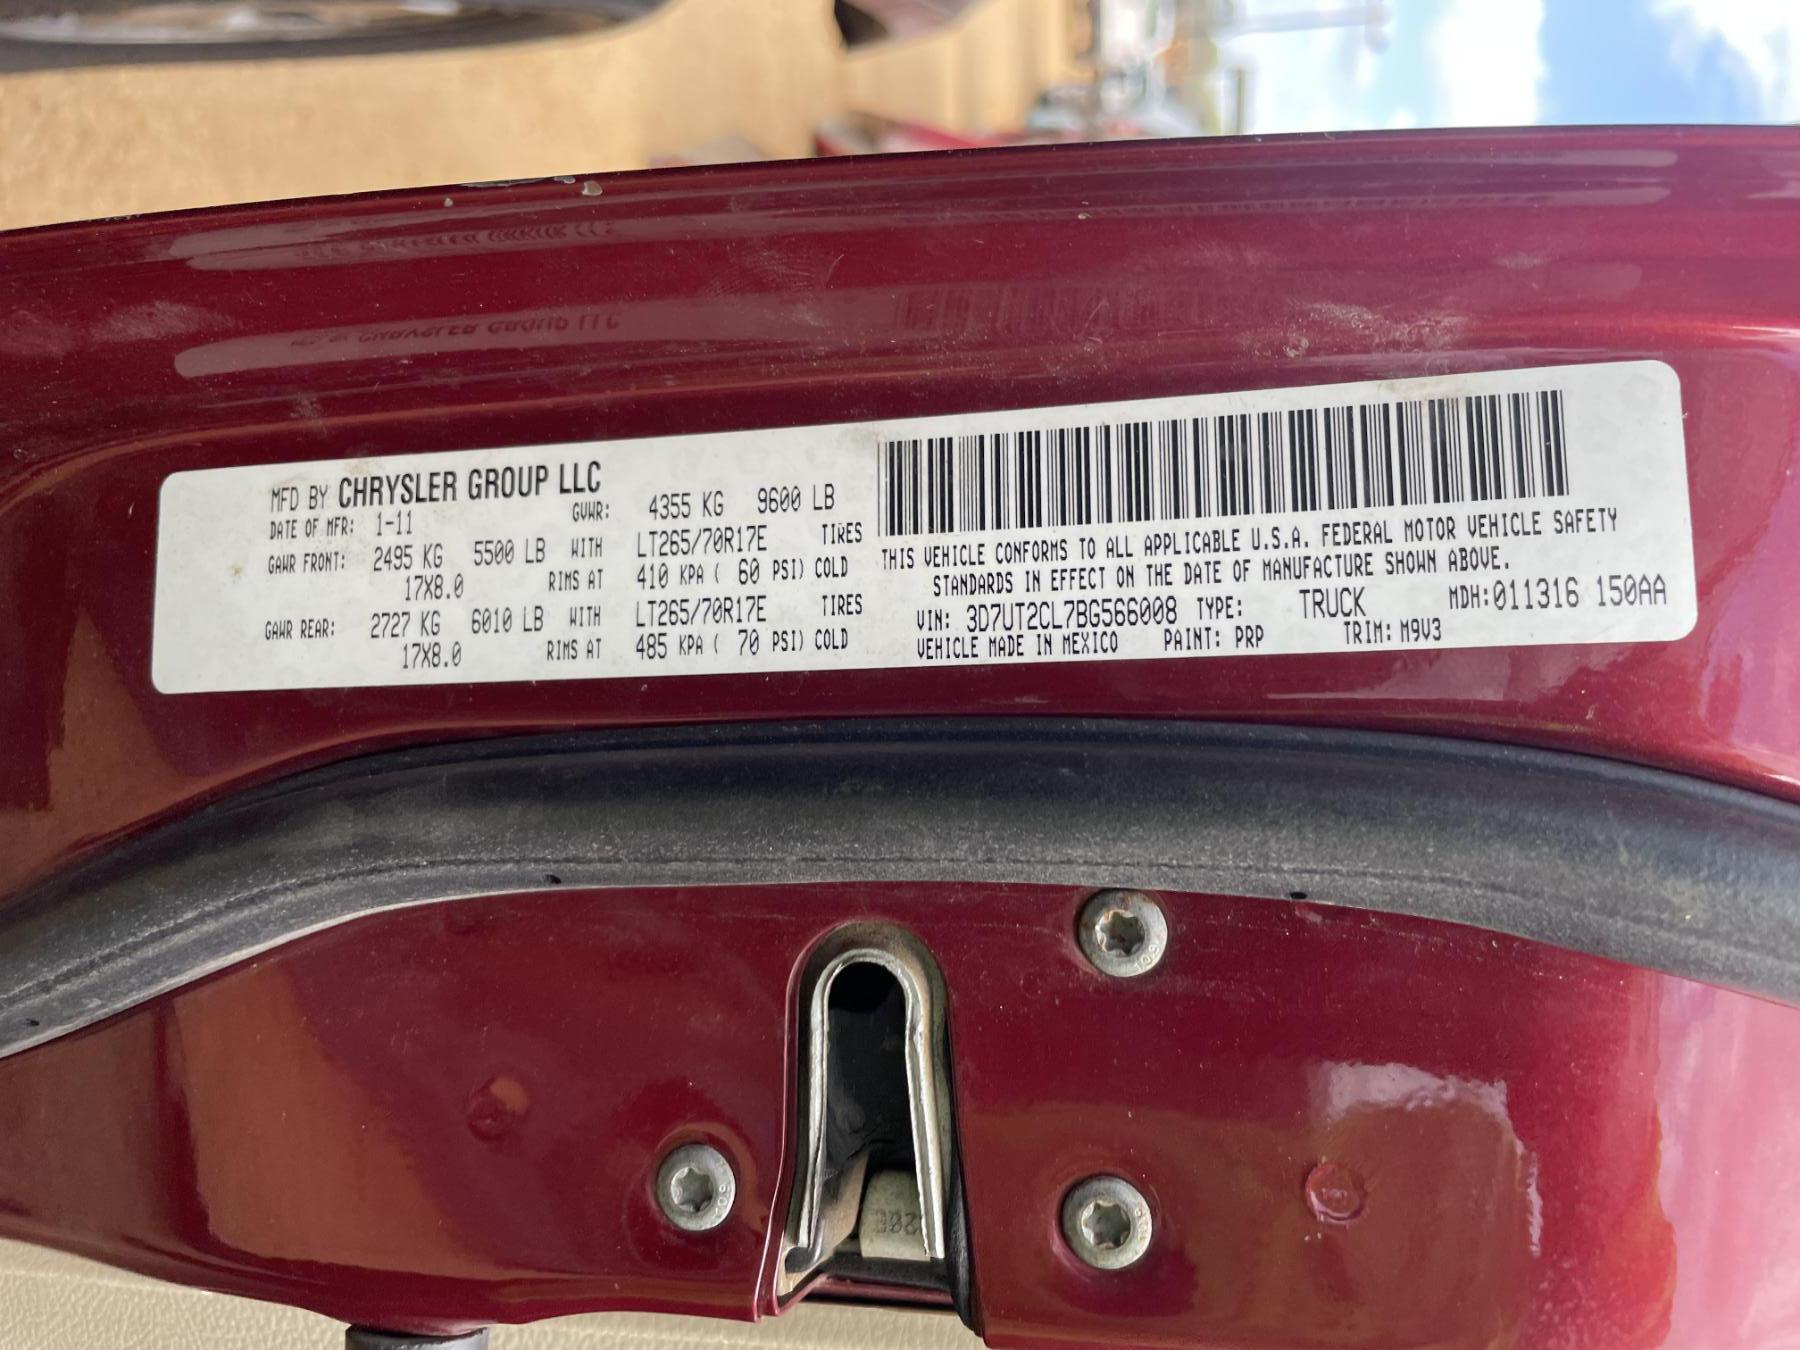 MFD BY CHRYSLER GROUP LLC
DATE OF MFR: 1-11 GVWR: 4355 KG 9600 LB
GAWR FRONT: 2495 KG 5500 LB WITH LT265/70R17E TIRES
17X8.0 RIMS AT 410 KPA ( 60 PSI) COLD
GAWR REAR: 2727 KG 6010 LB WITH LT265/70R17E TIRES
17X8.0 RIMS AT 485 KPA ( 70 PSI) COLD
THIS VEHICLE CONFORMS TO ALL APPLICABLE U.S.A. FEDERAL MOTOR VEHICLE SAFETY
STANDARDS IN EFFECT ON THE DATE OF MANUFACTURE SHOWN ABOVE.
VIN: 3D7UT2CL7BG566008 TYPE: TRUCK MDH:011316 150AA
VEHICLE MADE IN MEXICO PAINT: PRP TRIM: M9V3
10.9
10.9